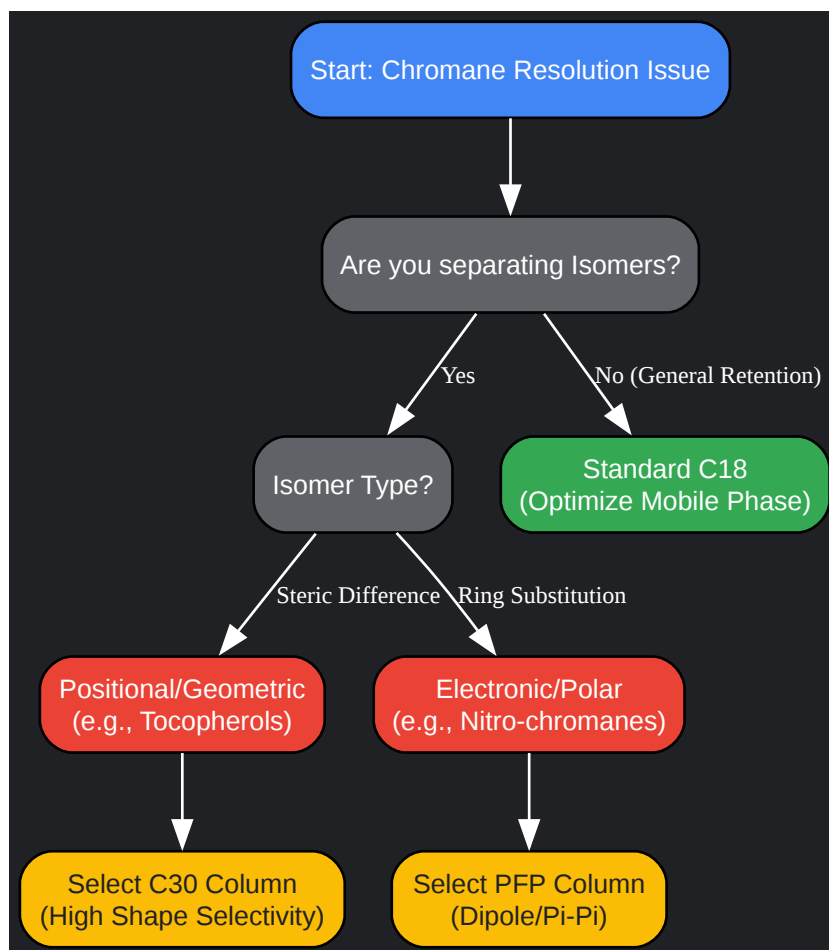 Start: Chromane Resolution Issue
Are you separating Isomers?
Yes
No (General Retention)
Isomer Type?
Standard C18
(Optimize Mobile Phase)
Steric Difference
Ring Substitution
Positional/Geometric
(e.g., Tocopherols)
Electronic/Polar
(e.g., Nitro-chromanes)
Select C30 Column
(High Shape Selectivity)
Select PFP Column
(Dipole/Pi-Pi)